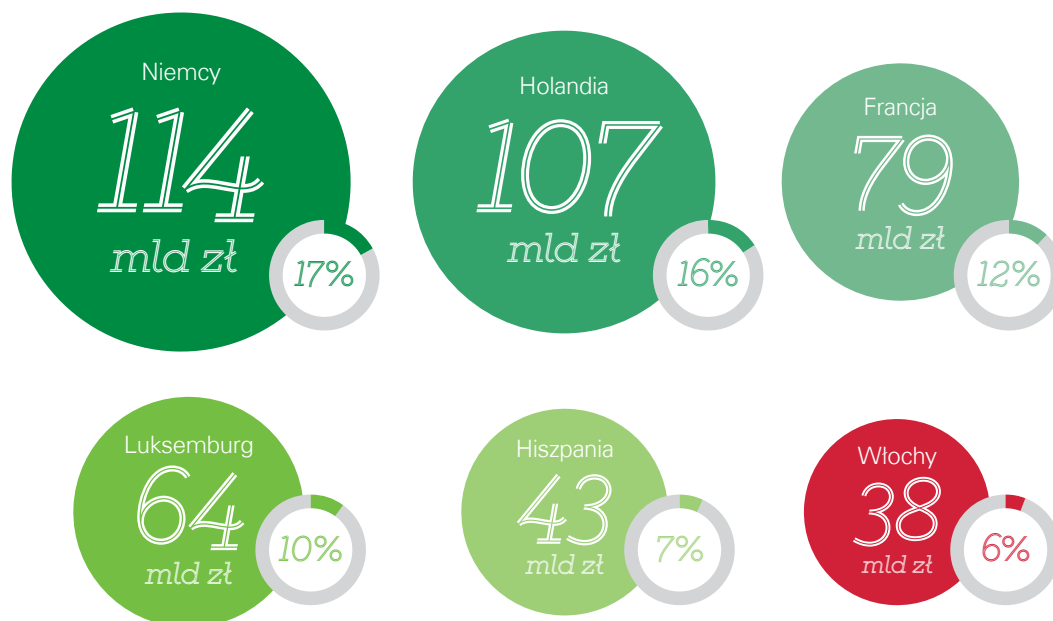 Niemcy
114
mld zł
17%
Holandia
107
mld zł
16%
Francja
79
mld zł
12%
Luksemburg
64
mld zł
10%
Hiszpania
43
mld zł
7%
Włochy
38
mld zł
6%